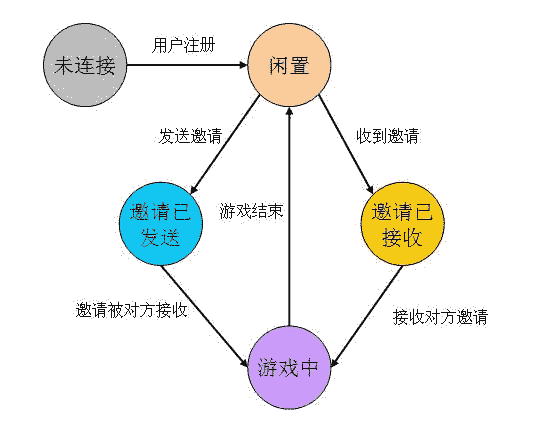 用户注册
未连接
闲置
发送邀请
收到邀请
邀请已
发送
游戏结束
邀请已
接收
邀请被对方接收
接收对方邀请
游戏中